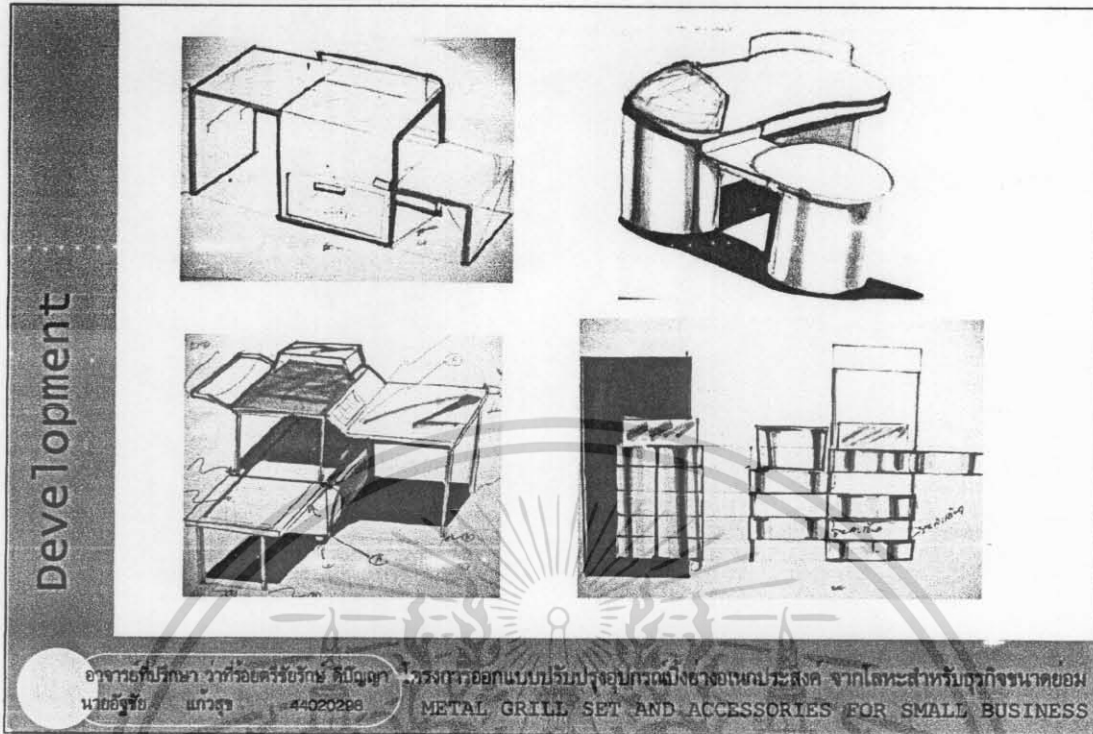 Development
อาจารย์ที่ปรึกษา ว่าที่ร้อยตรีชัยรักษ์ ดีปัญญา
นายอัฐชัย แก้วสุข 44020298
โครงการออกแบบปรับปรุงอุปกรณ์ปิ้งย่างอเนกประสงค์ จากโลหะสำหรับธุรกิจขนาดย่อม
METAL GRILL SET AND ACCESSORIES FOR SMALL BUSINESS